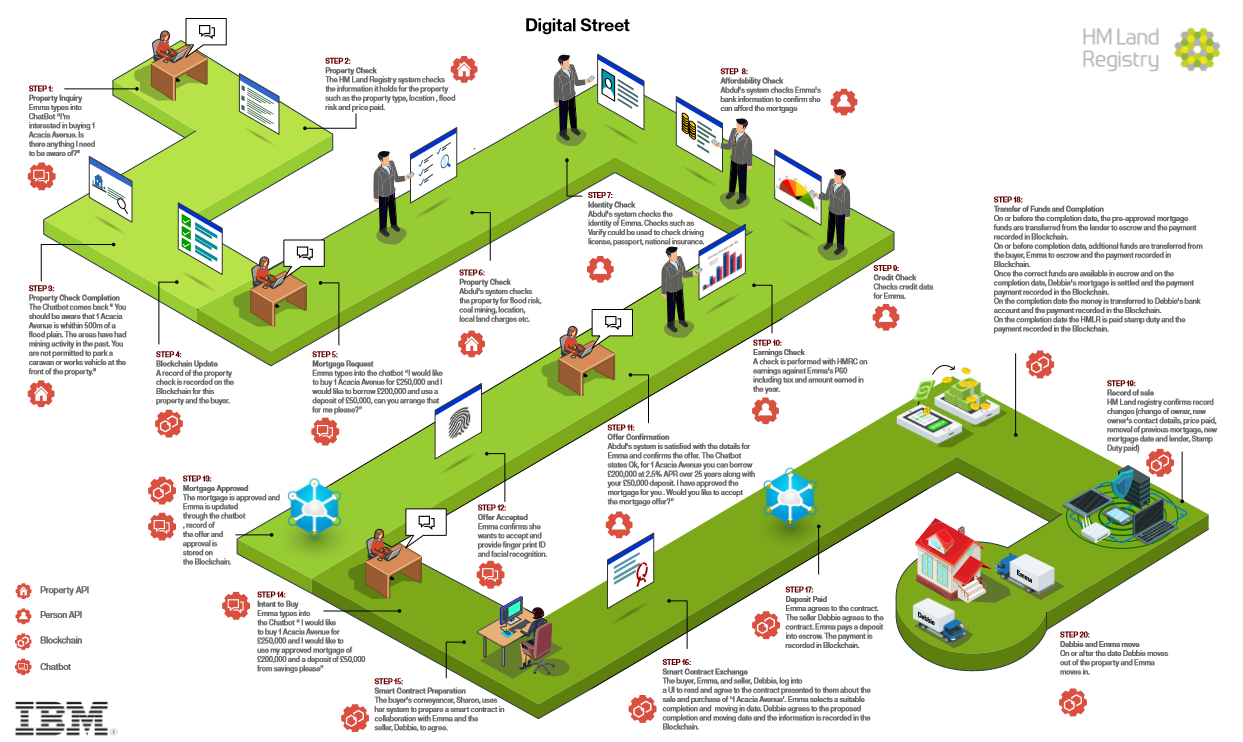 Digital Street
HM Land
Registry
STEP 1:
Property Inquiry
Emma types into
ChatBot "I'm
interested in buying 1
Acacia Avenue. Is
there anything I need
to be aware of?"
STEP 2:
Property Check
The HM Land Registry system checks
the information it holds for the property
such as the property type, location , flood
risk and price paid.
STEP 3:
Property Check Completion
The Chatbot comes back " You
should be aware that 1 Acacia
Avenue is whithin 500m of a
flood plain. The areas have had
mining activity in the past. You
are not permitted to park a
caravan or works vehicle at the
front of the property."
STEP 4:
Blockchain Update
A record of the property
check is recorded on the
Blockchain for this
property and the buyer.
STEP 5:
Mortgage Request
Emma types into the chatbot "I would like
to buy 1 Acacia Avenue for £250,000 and I
would like to borrow £200,000 and use a
deposit of £50,000, can you arrange that
for me please?"
STEP 6:
Property Check
Abdul's system checks
the property for flood risk,
coal mining, location,
local land charges etc.
STEP 7:
Identity Check
Abdul's system checks the
identity of Emma. Checks such as
Verify could be used to check driving
license, passport, national insurance.
STEP 8:
Affordability Check
Abdul's system checks Emma's
bank information to confirm she
can afford the mortgage
STEP 9:
Credit Check
Checks credit data
for Emma.
STEP 10:
Earnings Check
A check is performed with HMRC on
earnings against Emma's P60
including tax and amount earned in
the year.
STEP 11:
Offer Confirmation
Abdul's system is satisfied with the details for
Emma and confirms the offer. The Chatbot
states Ok, for 1 Acacia Avenue you can borrow
£200,000 at 2.5% APR over 25 years along with
your £50,000 deposit. I have approved the
mortgage for you . Would you like to accept
the mortgage offer?"
STEP 12:
Offer Accepted
Emma confirms she
wants to accept and
provide finger print ID
and facial recognition.
STEP 13:
Mortgage Approved
The mortgage is approved and
Emma is updated
through the chatbot
, record of
the offer and
approval is
stored on
the Blockchain.
STEP 14:
Intent to Buy
Emma types into
the Chatbot " I would like
to buy 1 Acacia Avenue for
£250,000 and I would like to
use my approved mortgage of
£200,000 and a deposit of £50,000
from savings please"
STEP 15:
Smart Contract Preparation
The buyer's conveyancer, Sharon, uses
her system to prepare a smart contract in
collaboration with Emma and the
seller, Debbie, to agree.
STEP 16:
Smart Contract Exchange
The buyer, Emma, and seller, Debbie, log into
a UI to read and agree to the contract presented to them about the
sale and purchase of '1 Acacia Avenue'. Emma selects a suitable
completion and moving in date. Debbie agrees to the proposed
completion and moving date and the information is recorded in the
Blockchain.
STEP 17:
Deposit Paid
Emma agrees to the contract.
The seller Debbie agrees to the
contract. Emma pays a deposit
into escrow. The payment is
recorded in Blockchain.
STEP 18:
Transfer of Funds and Completion
On or before the completion date, the pre-approved mortgage
funds are transferred from the lender to escrow and the payment
recorded in Blockchain.
On or before completion date, addtional funds are transferred from
the buyer, Emma to escrow and the payment recorded in
Blockchain.
Once the correct funds are available in escrow and on the
completion date, Debbie's mortgage is settled and the payment
payment recorded in the Blockchain.
On the completion date the money is transferred to Debbie's bank
account and the payment recorded in the Blockchain.
On the completion date the HMLR is paid stamp duty and the
payment recorded in the Blockchain.
STEP 19:
Record of sale
HM Land registry confirms record
changes (change of owner, new
owner's contact details, price paid,
removal of previous mortgage, new
mortgage date and lender, Stamp
Duty paid)
STEP 20:
Debbie and Emma move
On or after the date Debbie moves
out of the property and Emma
moves in.
Emma
Debbie
Property API
Person API
Blockchain
Chatbot
IBM